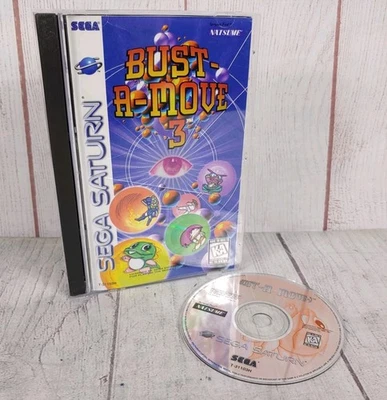 SEGA
NATSUME
BUST-
A-MOVE
3
SEGA SATURN
K-A
NATSUME
SEGA SATURN
SEGA